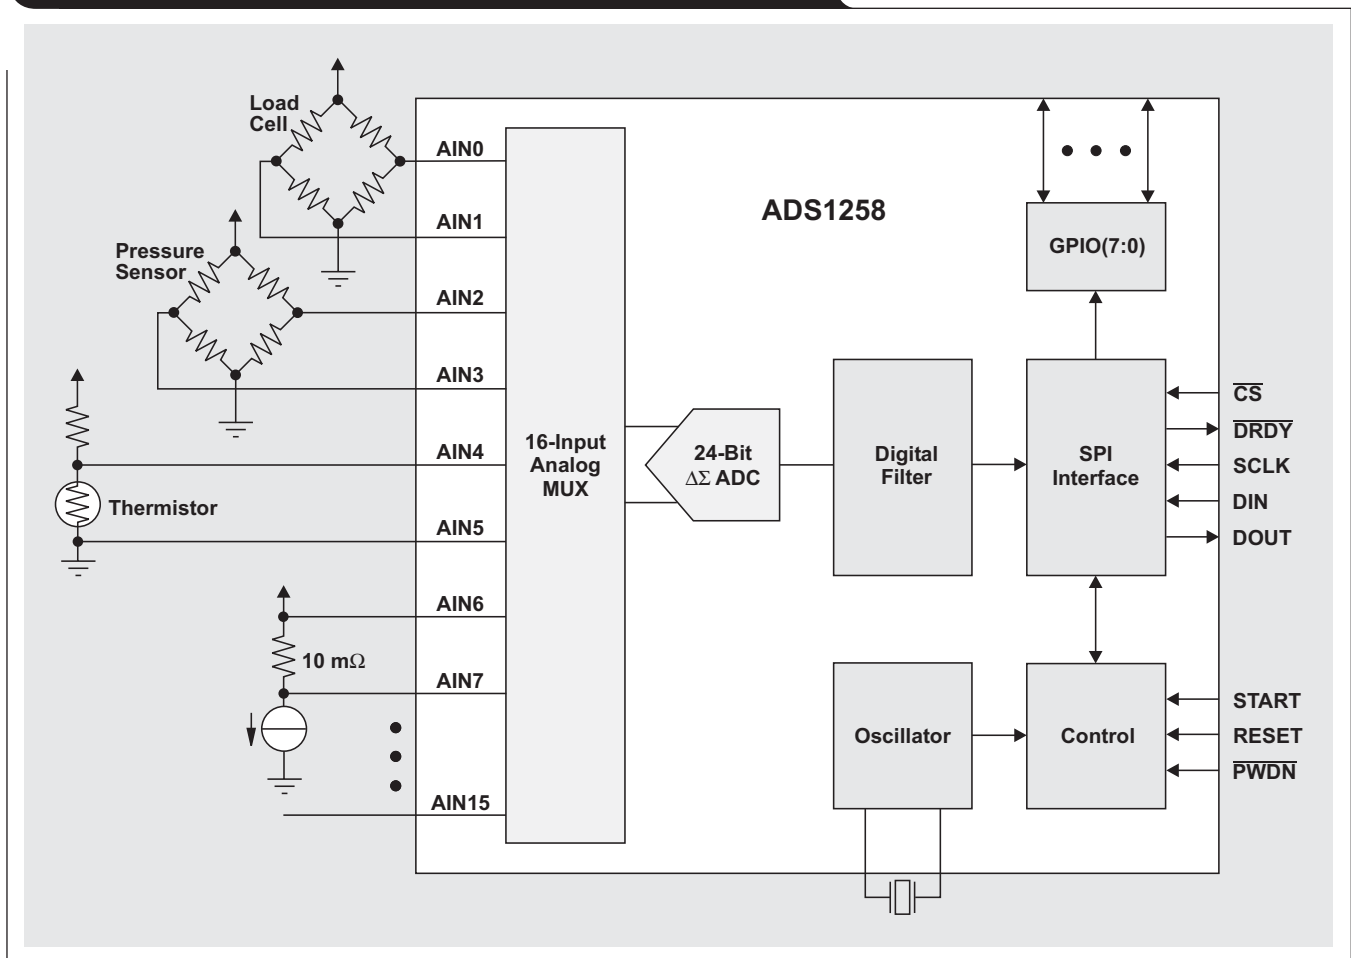 Load
Cell
AIN0
AIN1
Pressure
Sensor
AIN2
AIN3
AIN4
Thermistor
AIN5
AIN6
10 mΩ
AIN7
AIN15
16-Input
Analog
MUX
ADS1258
24-Bit
ΔΣ ADC
Digital
Filter
GPIO(7:0)
SPI
Interface
CS
DRDY
SCLK
DIN
DOUT
Oscillator
Control
START
RESET
PWDN